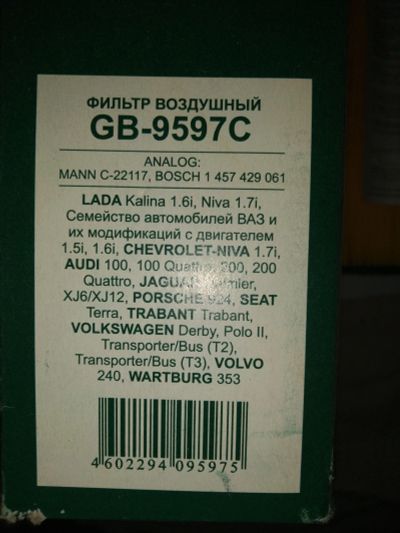 ФИЛЬТР ВОЗДУШНЫЙ
GB-9597C
ANALOG:
MANN C-22117, BOSCH 1 457 429 061
LADA Kalina 1.6i, Niva 1.7i,
Семейство автомобилей ВАЗ и
их модификаций с двигателем
1.5i, 1.6i, CHEVROLET-NIVA 1.7i,
AUDI 100, 100 Quattro, 200, 200
Quattro, JAGUAR
XJ6/XJ12, PORSCHE 924, SEAT
Terra, TRABANT Trabant,
VOLKSWAGEN Derby, Polo II,
Transporter/Bus (T2),
Transporter/Bus (T3), VOLVO
240, WARTBURG 353
4 602294 095975